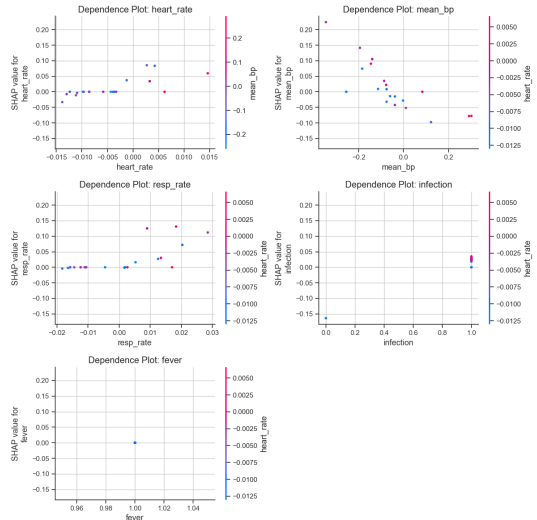 Dependence Plot: heart_rate
0.20
0.15
0.10
0.05
0.00
−0.05
−0.10
−0.15
SHAP value for
heart_rate
−0.015 −0.010 −0.005 0.000 0.005 0.010 0.015
heart_rate
0.2
0.1
0.0
−0.1
−0.2
mean_bp
Dependence Plot: mean_bp
0.20
0.15
0.10
0.05
0.00
−0.05
−0.10
−0.15
SHAP value for
mean_bp
−0.2 0.0 0.2
mean_bp
0.0050
0.0025
0.0000
−0.0025
−0.0050
−0.0075
−0.0100
−0.0125
heart_rate
Dependence Plot: resp_rate
0.20
0.15
0.10
0.05
0.00
−0.05
−0.10
−0.15
SHAP value for
resp_rate
−0.02 −0.01 0.00 0.01 0.02 0.03
resp_rate
0.0050
0.0025
0.0000
−0.0025
−0.0050
−0.0075
−0.0100
−0.0125
heart_rate
Dependence Plot: infection
0.20
0.15
0.10
0.05
0.00
−0.05
−0.10
−0.15
SHAP value for
infection
0.0 0.2 0.4 0.6 0.8 1.0
infection
0.0050
0.0025
0.0000
−0.0025
−0.0050
−0.0075
−0.0100
−0.0125
heart_rate
Dependence Plot: fever
0.20
0.15
0.10
0.05
0.00
−0.05
−0.10
−0.15
SHAP value for
fever
0.96 0.98 1.00 1.02 1.04
fever
0.0050
0.0025
0.0000
−0.0025
−0.0050
−0.0075
−0.0100
−0.0125
heart_rate